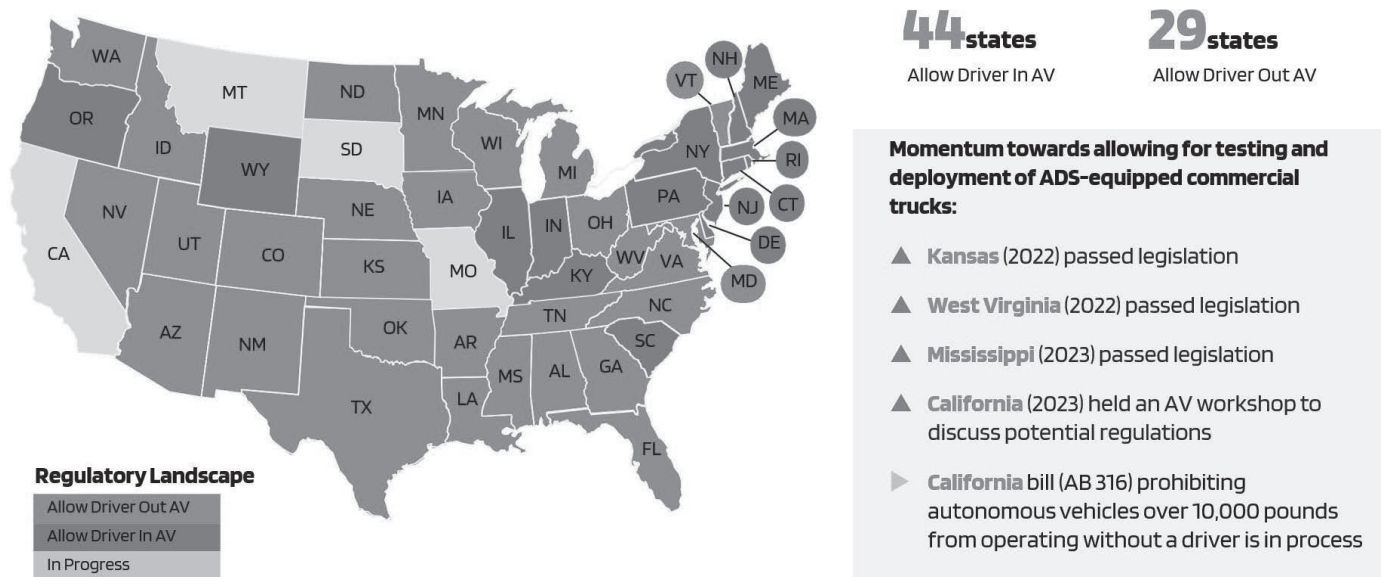 WA
OR
CA
NV
ID
MT
WY
UT
AZ
CO
NM
ND
SD
NE
KS
OK
TX
MN
IA
MO
AR
LA
WI
IL
MS
MI
IN
KY
TN
AL
OH
WV
VA
NC
SC
GA
FL
PA
NY
VT
NH
ME
MA
RI
CT
NJ
DE
MD
Regulatory Landscape
Allow Driver Out AV
Allow Driver In AV
In Progress
44 states
Allow Driver In AV
29 states
Allow Driver Out AV
Momentum towards allowing for testing and
deployment of ADS-equipped commercial
trucks:
Kansas (2022) passed legislation
West Virginia (2022) passed legislation
Mississippi (2023) passed legislation
California (2023) held an AV workshop to
discuss potential regulations
California bill (AB 316) prohibiting
autonomous vehicles over 10,000 pounds
from operating without a driver is in process